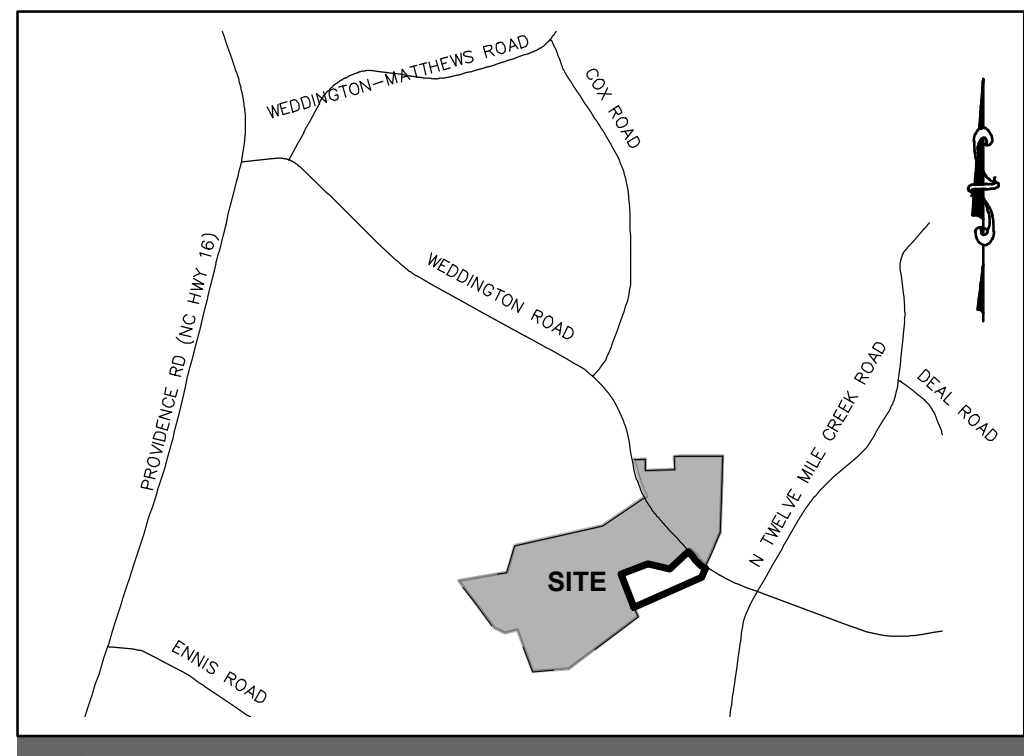 WEDDINGTON-MATTHEWS ROAD
COX ROAD
WEDDINGTON ROAD
PROVIDENCE RD (NC HWY 16)
N TWELVE MILE CREEK ROAD
DEAL ROAD
SITE
ENNIS ROAD